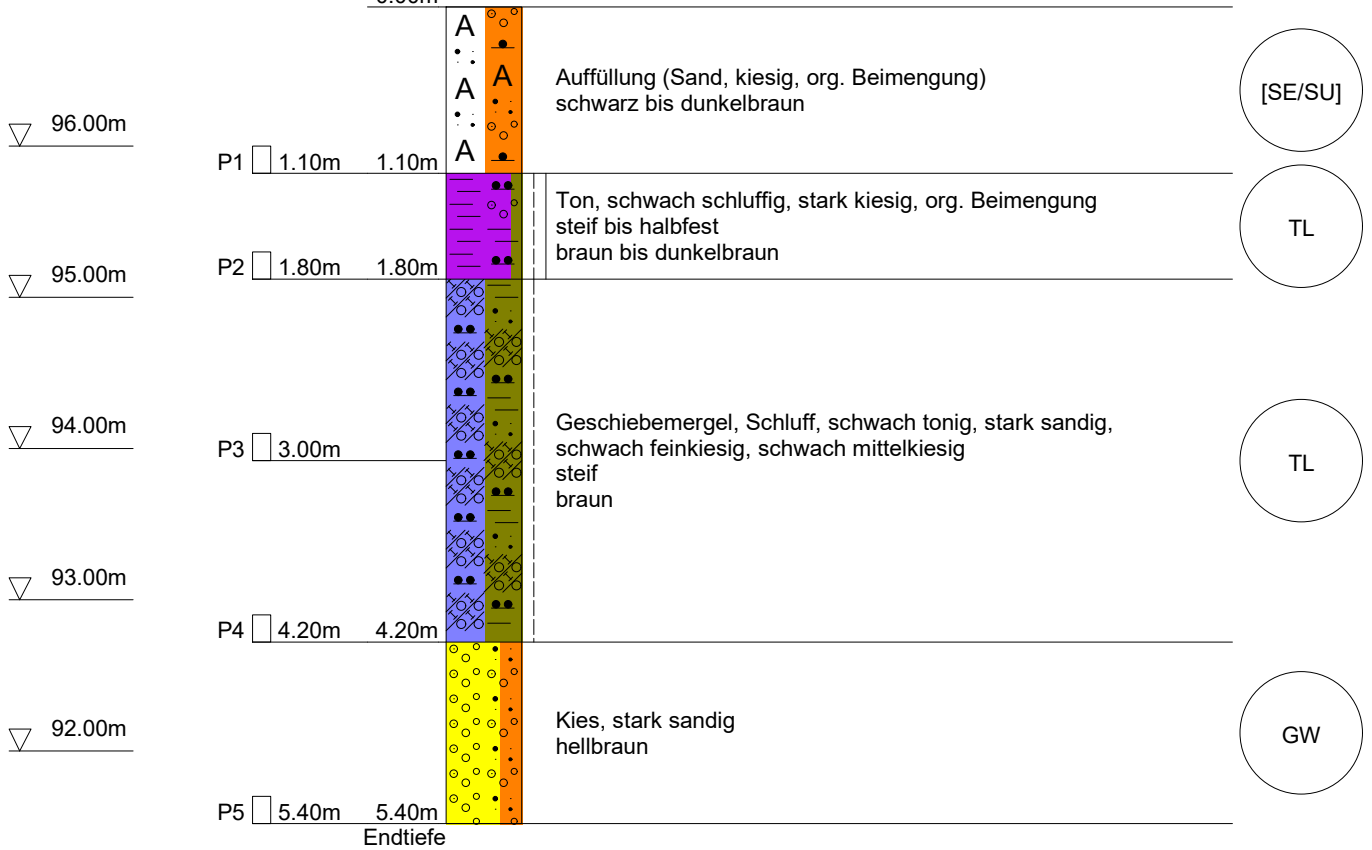 0.00m
A
A
A
A
Auffüllung (Sand, kiesig, org. Beimengung)
schwarz bis dunkelbraun
[SE/SU]
96.00m
P1 1.10m 1.10m
Ton, schwach schluffig, stark kiesig, org. Beimengung
steif bis halbfest
braun bis dunkelbraun
TL
P2 1.80m 1.80m
95.00m
Geschiebemergel, Schluff, schwach tonig, stark sandig,
schwach feinkiesig, schwach mittelkiesig
steif
braun
TL
94.00m
P3 3.00m
93.00m
P4 4.20m 4.20m
Kies, stark sandig
hellbraun
GW
92.00m
P5 5.40m 5.40m
Endtiefe